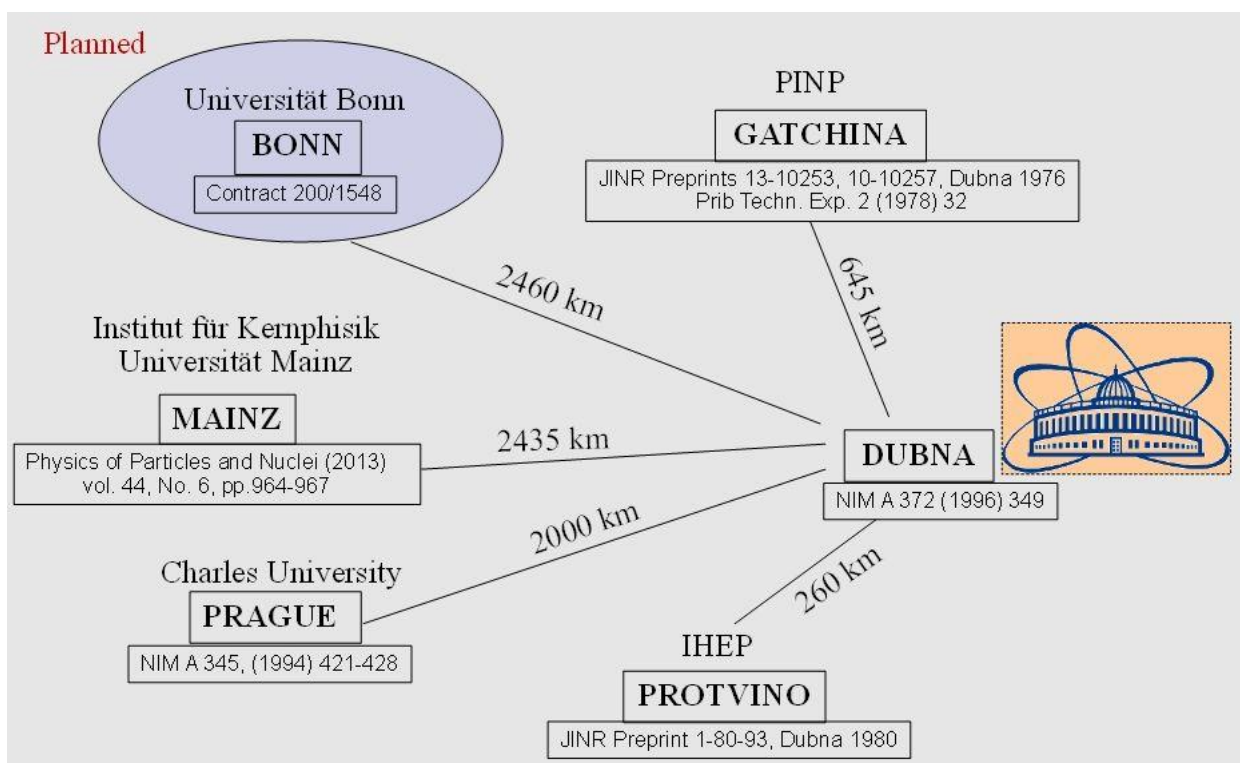 Planned
Universität Bonn
BONN
Contract 200/1548
PINP
GATCHINA
JINR Preprints 13-10253, 10-10257, Dubna 1976
Prib Techn. Exp. 2 (1978) 32
2460 km
645 km
Institut für Kernphisik
Universität Mainz
MAINZ
Physics of Particles and Nuclei (2013)
vol. 44, No. 6, pp.964-967
2435 km
DUBNA
NIM A 372 (1996) 349
2000 km
260 km
Charles University
PRAGUE
NIM A 345, (1994) 421-428
IHEP
PROTVINO
JINR Preprint 1-80-93, Dubna 1980